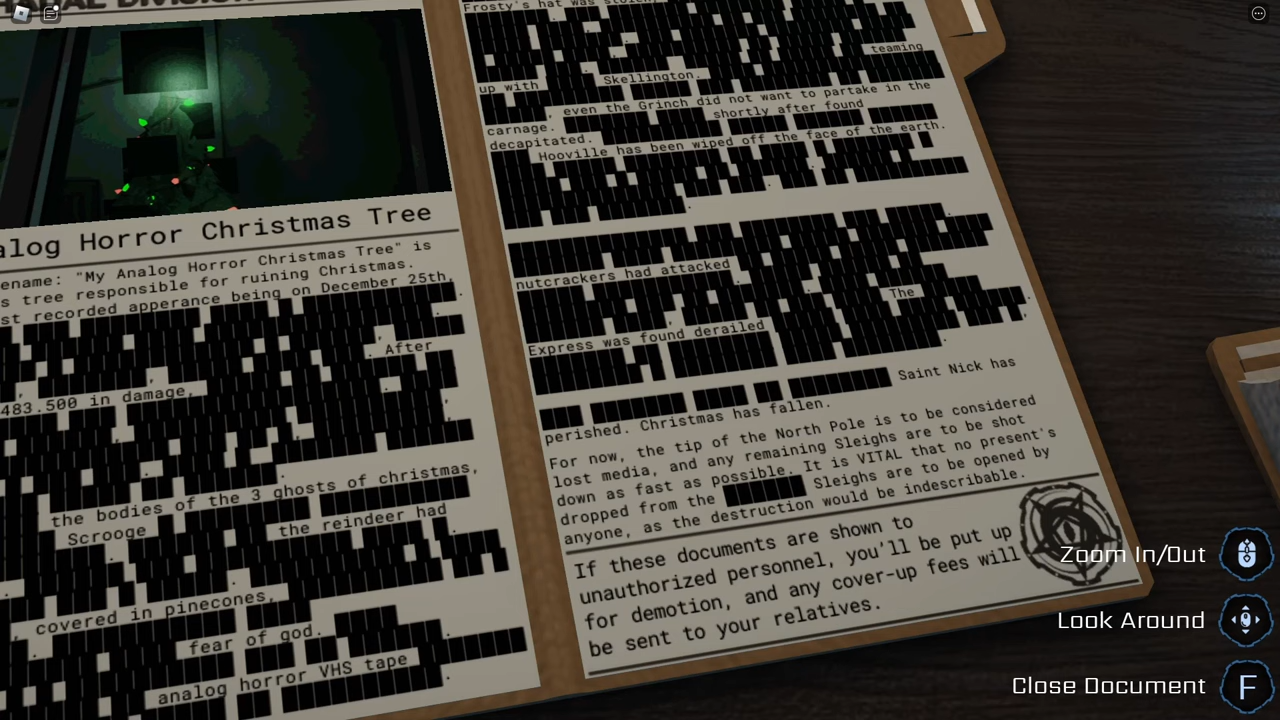 Analog Horror Christmas Tree
"My Analog Horror Christmas Tree" is
s tree responsible for ruining Christmas.
st recorded apperance being on December 25th,
. After
483.500 in damage,
the bodies of the 3 ghosts of christmas,
Scrooge the reindeer had
, covered in pinecones,
fear of god.
analog horror VHS tape
Frosty's hat was stolen,
teaming
up with Skellington.
, even the Grinch did not want to partake in the
carnage. shortly after found
decapitated.
Hooville has been wiped off the face of the earth.
nutcrackers had attacked
The
Express was found derailed
Saint Nick has
perished. Christmas has fallen.
For now, the tip of the North Pole is to be considered
lost media, and any remaining Sleighs are to be shot
down as fast as possible. It is VITAL that no present's
dropped from the Sleighs are to be opened by
anyone, as the destruction would be indescribable.
If these documents are shown to
unauthorized personnel, you'll be put up
for demotion, and any cover-up fees will
be sent to your relatives.
Zoom In/Out
Look Around
Close Document F